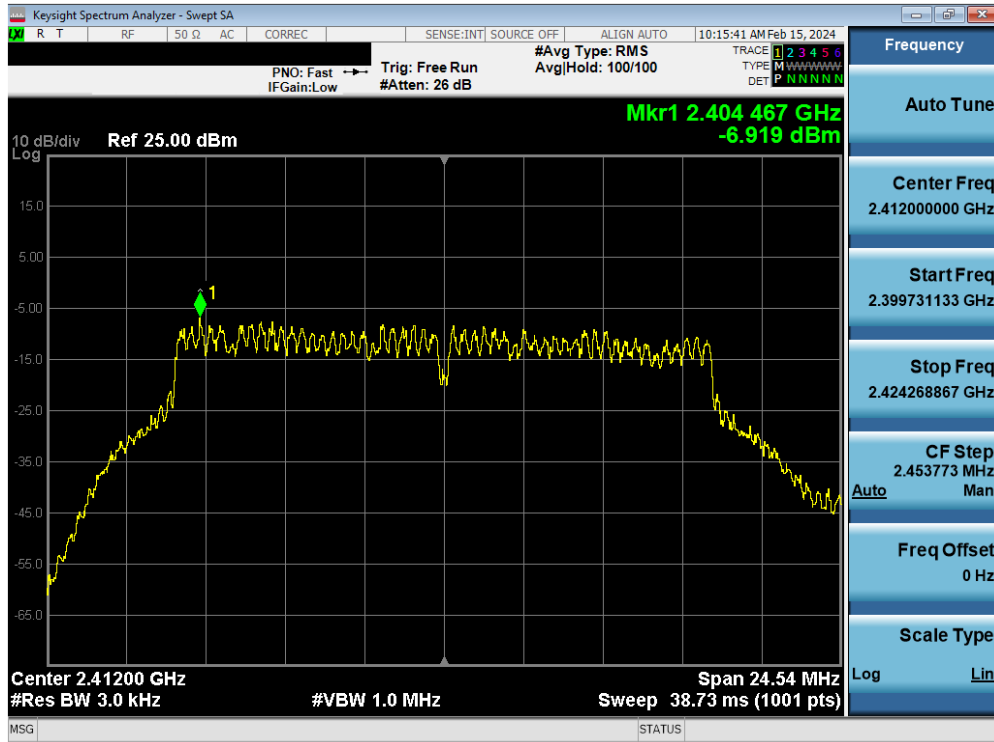 Keysight Spectrum Analyzer - Swept SA
LXI R T RF 50 Ω AC CORREC SENSE:INT SOURCE OFF ALIGN AUTO 10:15:41 AM Feb 15, 2024
PNO: Fast
IFGain:Low
Trig: Free Run
#Atten: 26 dB
#Avg Type: RMS
Avg|Hold: 100/100
TRACE 1 2 3 4 5 6
TYPE M WWWWW
DET P N N N N N
Mkr1 2.404 467 GHz
-6.919 dBm
10 dB/div Ref 25.00 dBm
Log
15.0
5.00
-5.00
-15.0
-25.0
-35.0
-45.0
-55.0
-65.0
1
Center 2.41200 GHz Span 24.54 MHz
#Res BW 3.0 kHz #VBW 1.0 MHz Sweep 38.73 ms (1001 pts)
MSG STATUS
Frequency
Auto Tune
Center Freq
2.412000000 GHz
Start Freq
2.399731133 GHz
Stop Freq
2.424268867 GHz
CF Step
2.453773 MHz
Auto Man
Freq Offset
0 Hz
Scale Type
Log Lin